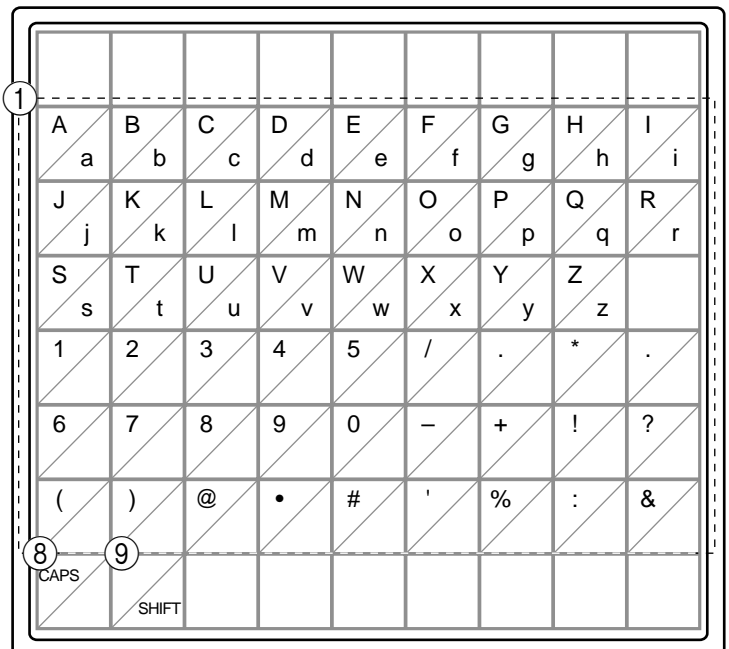 1
A a B b C c D d E e F f G g H h I i
J j K k L l M m N n O o P p Q q R r
S s T t U u V v W w X x Y y Z z
1 2 3 4 5 / . * .
6 7 8 9 0 – + ! ?
( ) @ • # ' % : &
8 9
CAPS SHIFT